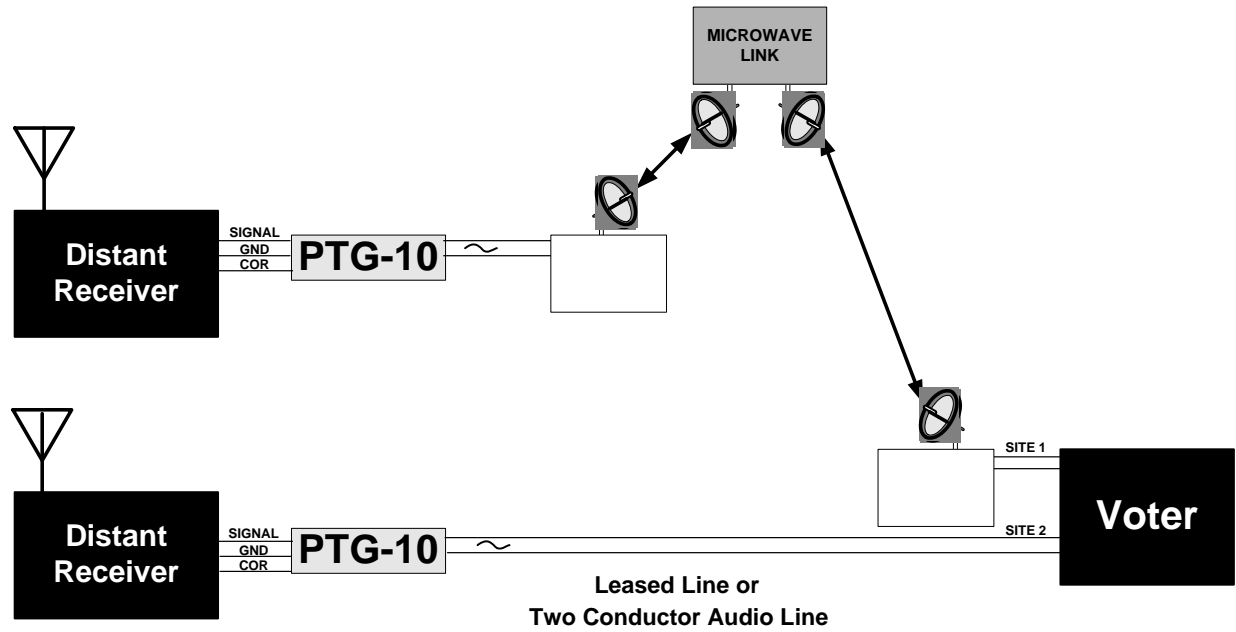 MICROWAVE
LINK
Distant
Receiver
SIGNAL
GND
COR
PTG-10
SITE 1
Distant
Receiver
SIGNAL
GND
COR
PTG-10
SITE 2
Voter
Leased Line or
Two Conductor Audio Line